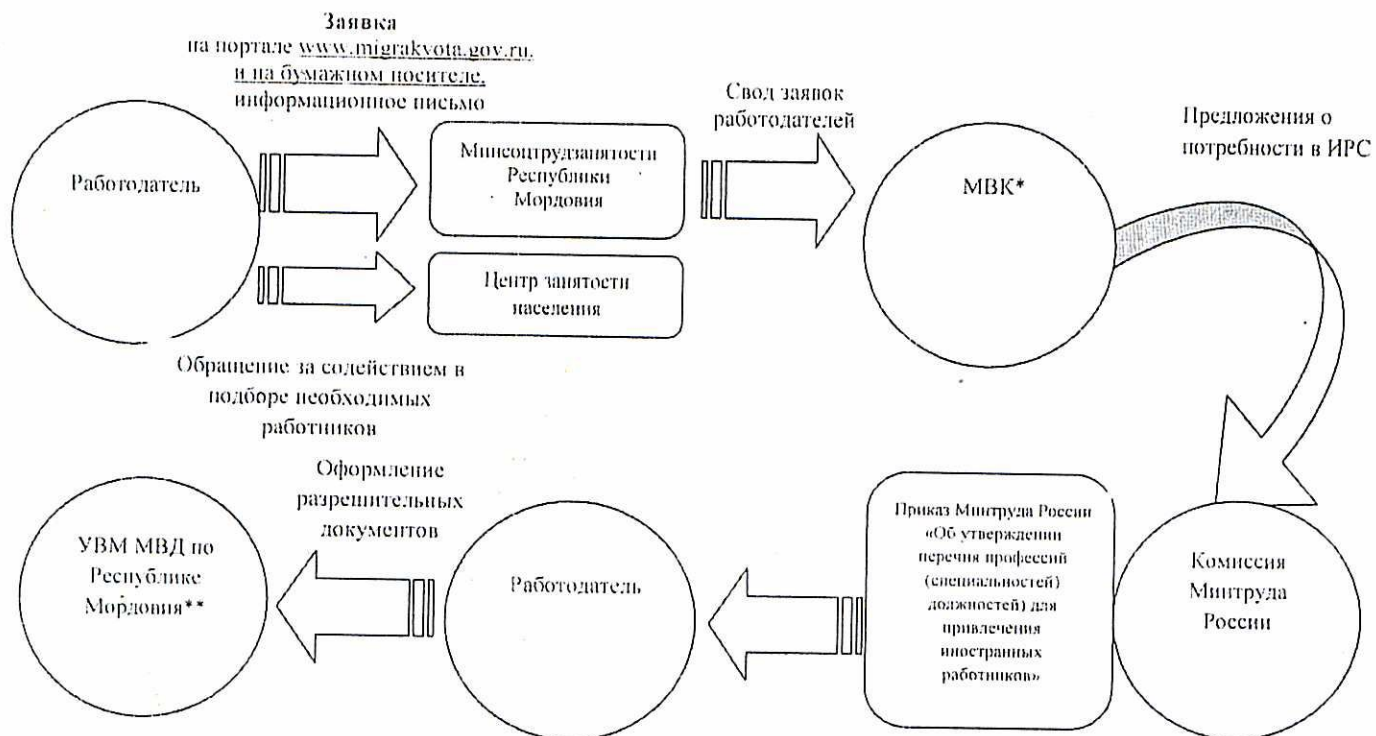 Заявка
на портале www.migrakvota.gov.ru,
и на бумажном носителе,
информационное письмо
Работодатель
Минсоцтрудзанятости
Республики
Мордовия
Центр занятости
населения
Обращение за содействием в
подборе необходимых
работников
Свод заявок
работодателей
МВК*
Предложения о
потребности в ИРС
Комиссия
Минтруда
России
Приказ Минтруда России
«Об утверждении
перечня профессий
(специальностей)
должностей) для
привлечения
иностранных
работников»
Работодатель
Оформление
разрешительных
документов
УВМ МВД по
Республике
Мордовия**